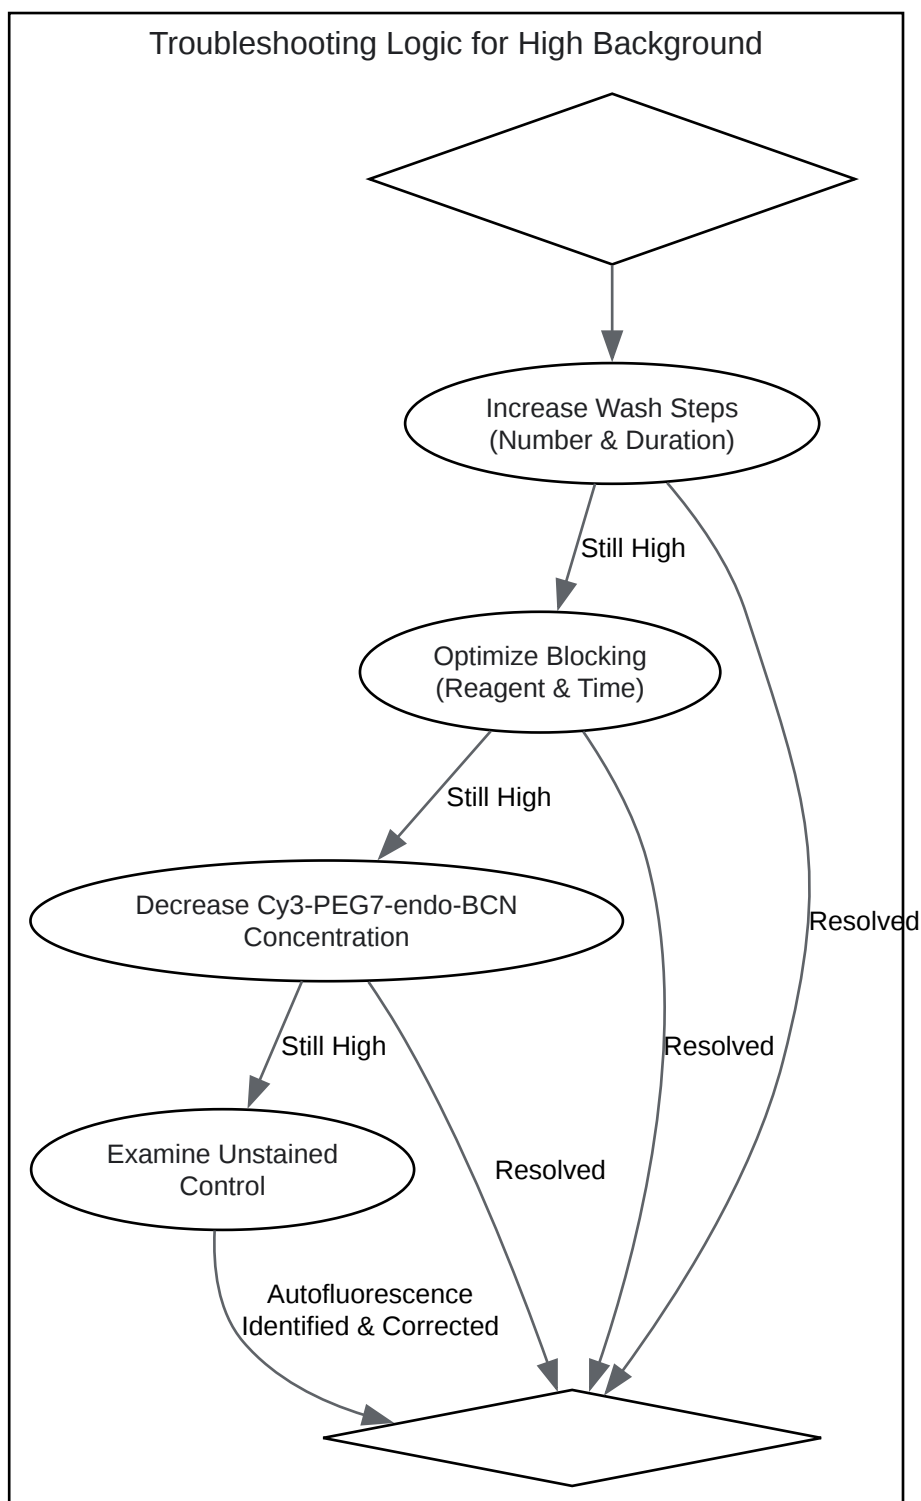 Troubleshooting Logic for High Background
Increase Wash Steps
(Number & Duration)
Still High
Optimize Blocking
(Reagent & Time)
Still High
Decrease Cy3-PEG7-endo-BCN
Concentration
Resolved
Still High
Resolved
Examine Unstained
Control
Resolved
Autofluorescence
Identified & Corrected